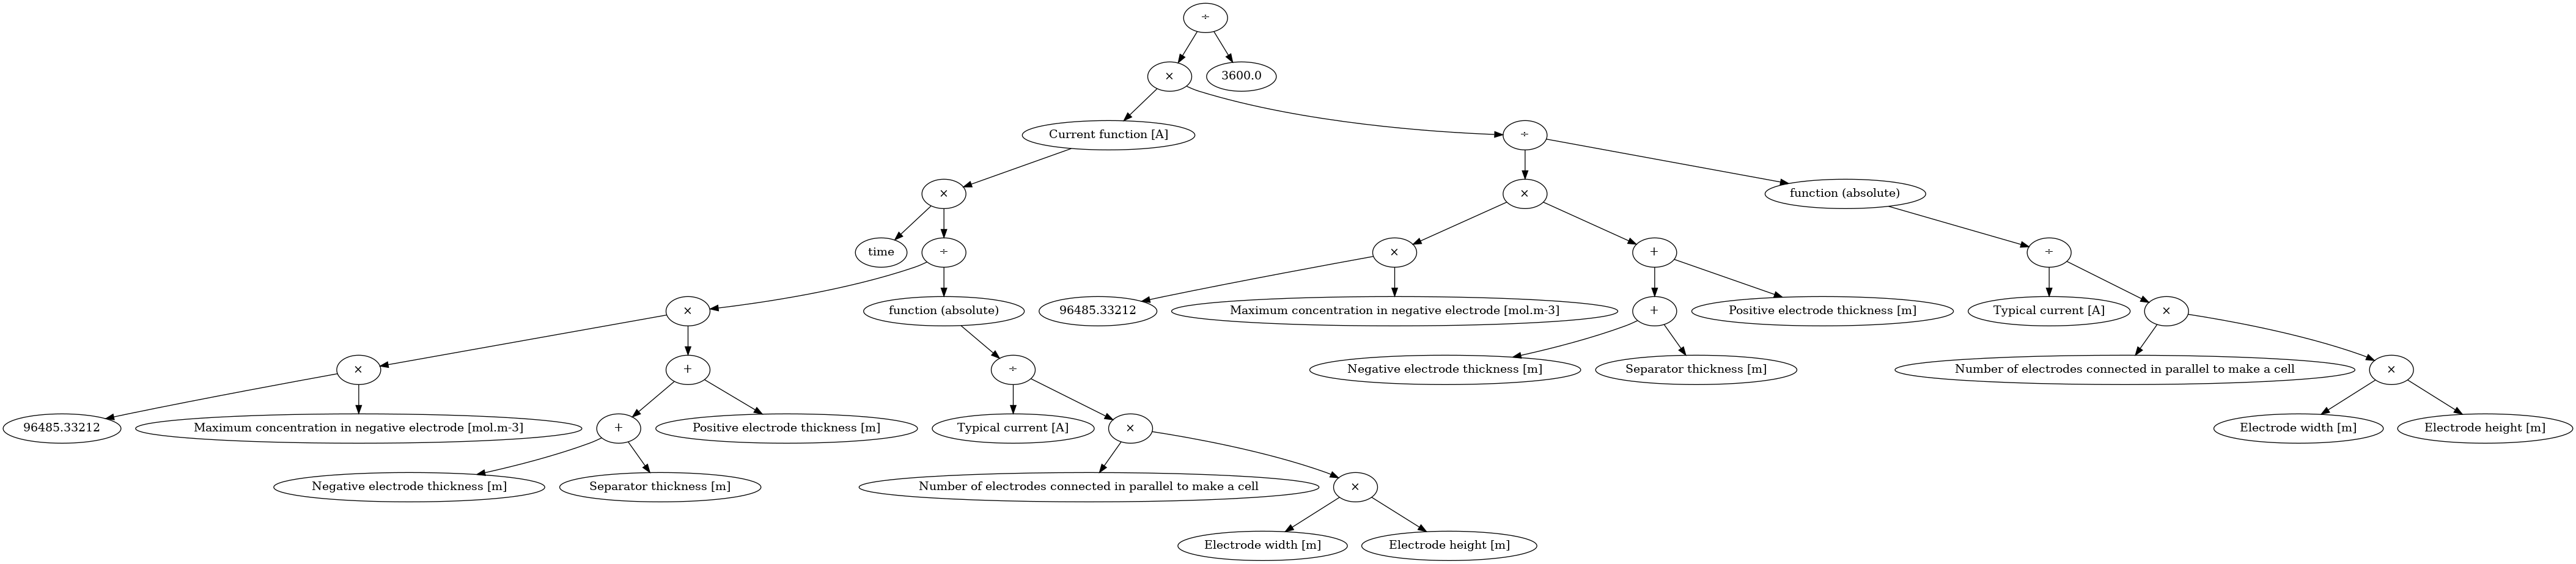 ÷
×
3600.0
Current function [A]
÷
×
×
function (absolute)
time
÷
×
+
÷
×
function (absolute)
96485.33212
Maximum concentration in negative electrode [mol.m-3]
+
Positive electrode thickness [m]
Typical current [A]
×
×
+
÷
Negative electrode thickness [m]
Separator thickness [m]
Number of electrodes connected in parallel to make a cell
×
96485.33212
Maximum concentration in negative electrode [mol.m-3]
+
Positive electrode thickness [m]
Typical current [A]
×
Electrode width [m]
Electrode height [m]
Negative electrode thickness [m]
Separator thickness [m]
Number of electrodes connected in parallel to make a cell
×
Electrode width [m]
Electrode height [m]